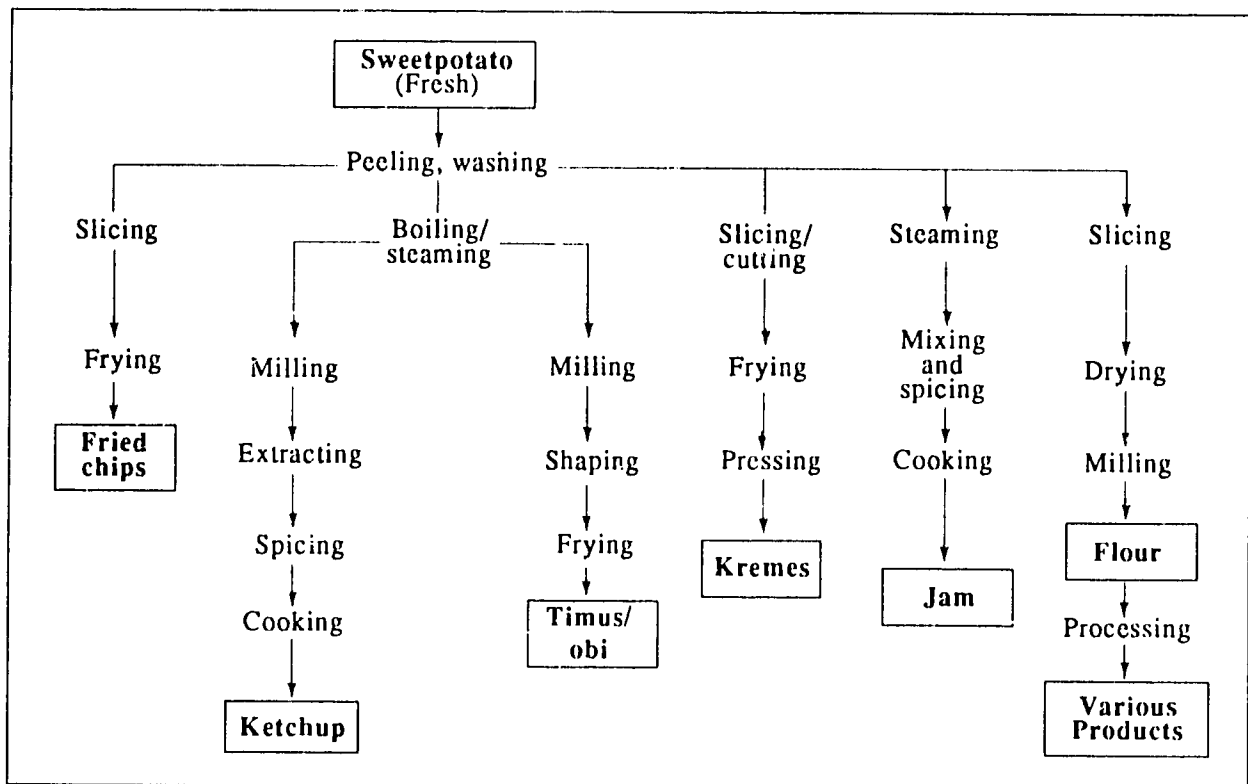 Sweetpotato
(Fresh)
Peeling, washing
Slicing
Frying
Fried
chips
Boiling/
steaming
Milling
Extracting
Spicing
Cooking
Ketchup
Milling
Shaping
Frying
Timus/
obi
Slicing/
cutting
Frying
Pressing
Kremes
Steaming
Mixing
and
spicing
Cooking
Jam
Slicing
Drying
Milling
Flour
Processing
Various
Products